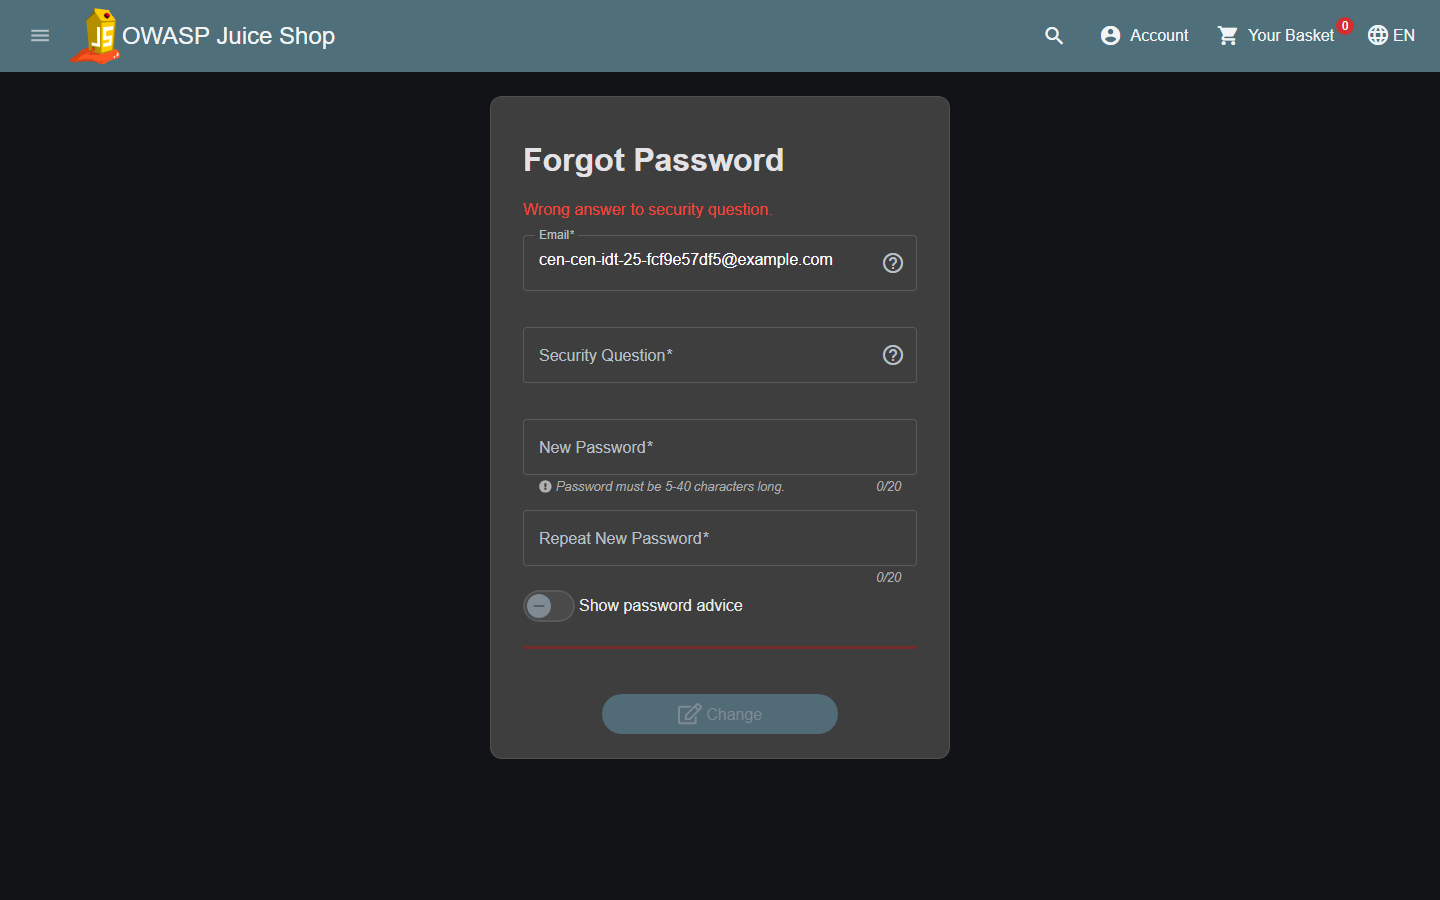 OWASP Juice Shop
Account
Your Basket
0
EN
Forgot Password
Wrong answer to security question.
Email*
cen-cen-idt-25-fcf9e57df5@example.com
Security Question*
New Password*
Password must be 5-40 characters long.
0/20
Repeat New Password*
0/20
Show password advice
Change